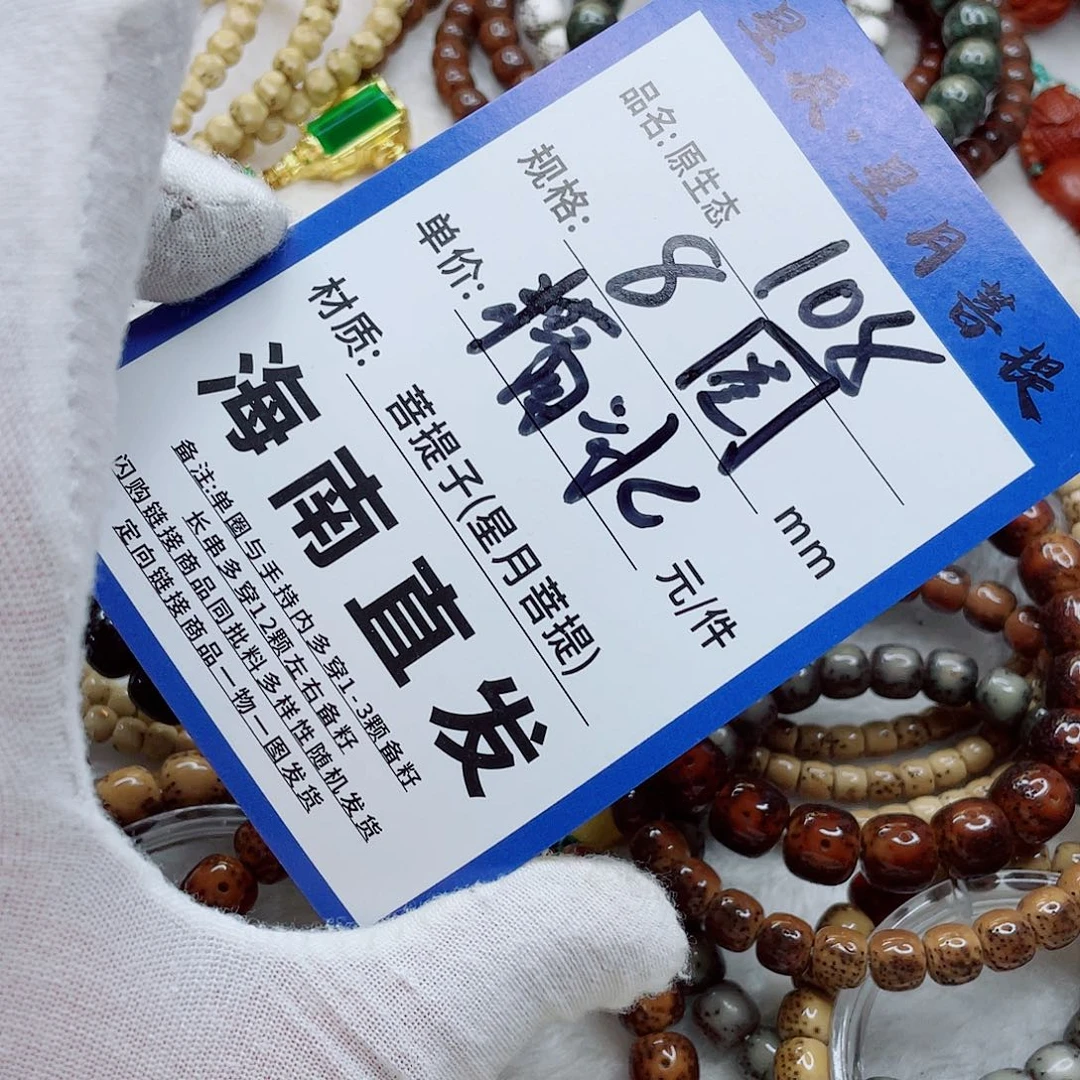 星辰·星月菩提
品名:原生态 108
规格: 8圆 mm
单价: 元/件
材质: 菩提子(星月菩提)
海南直发
备注:单圈与手持内多穿1-3颗备籽
长串多穿12颗左右备籽
闪购链接商品同批料多样性随机发货
定向链接商品一物一图发货